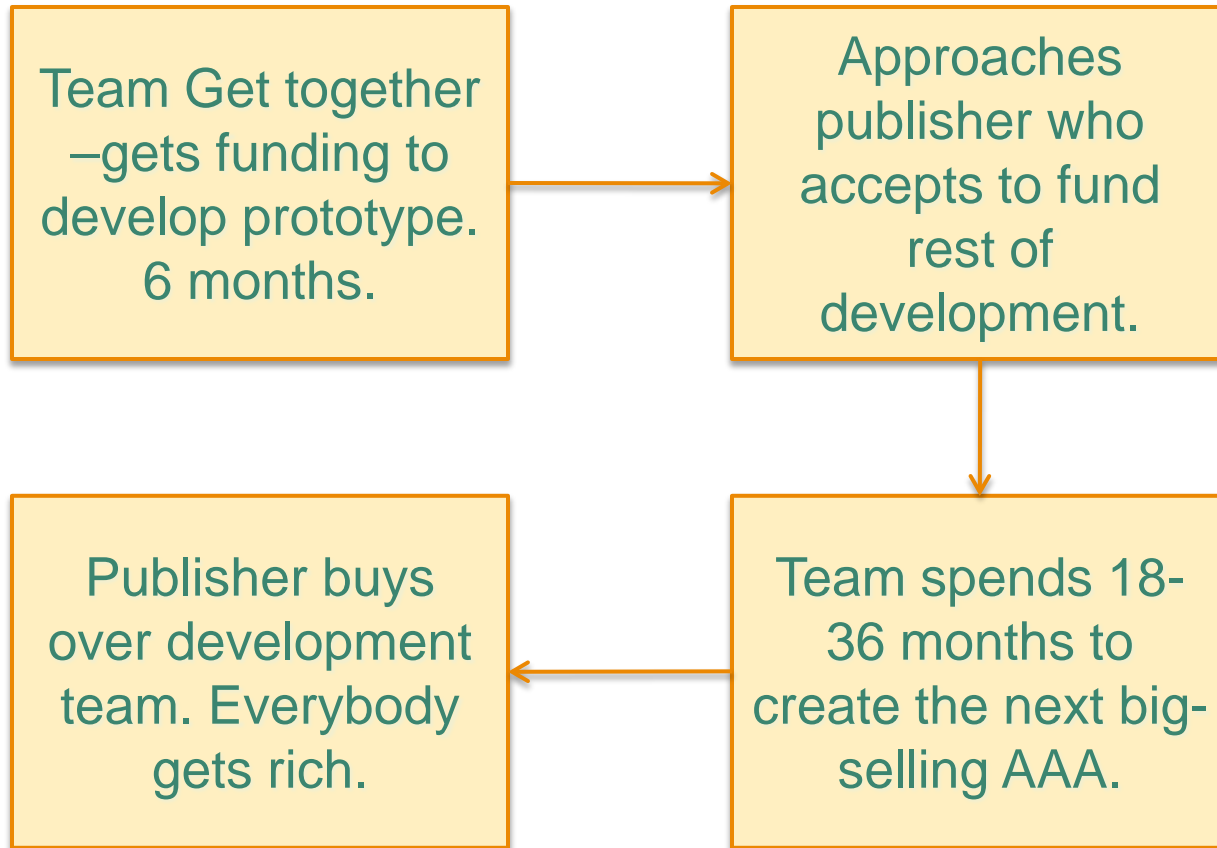 Team Get together
–gets funding to
develop prototype.
6 months.
Approaches
publisher who
accepts to fund
rest of
development.
Team spends 18-
36 months to
create the next big-
selling AAA.
Publisher buys
over development
team. Everybody
gets rich.